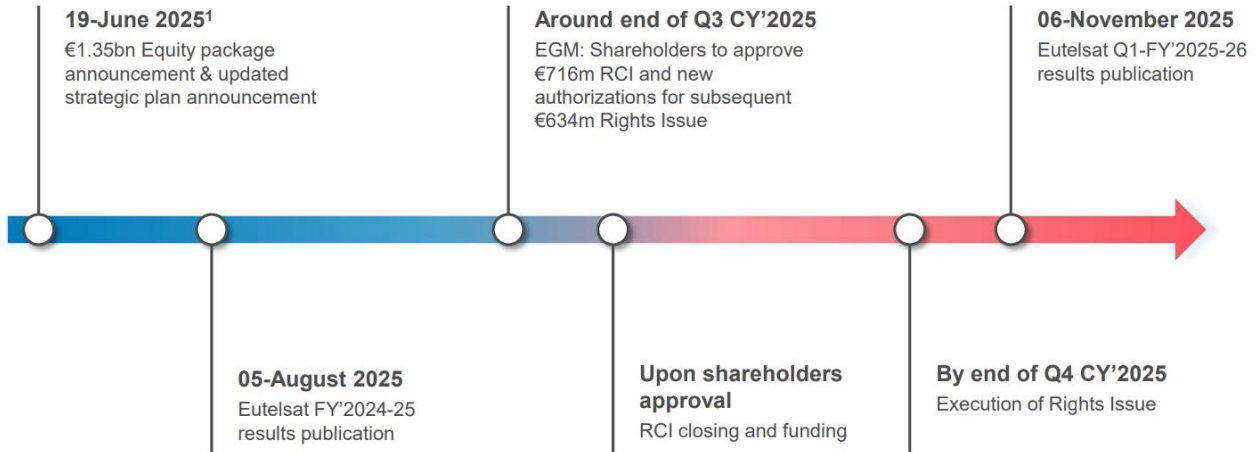 19-June 2025¹
€1.35bn Equity package
announcement & updated
strategic plan announcement
05-August 2025
Eutelsat FY'2024-25
results publication
Around end of Q3 CY'2025
EGM: Shareholders to approve
€716m RCI and new
authorizations for subsequent
€634m Rights Issue
Upon shareholders
approval
RCI closing and funding
By end of Q4 CY'2025
Execution of Rights Issue
06-November 2025
Eutelsat Q1-FY'2025-26
results publication